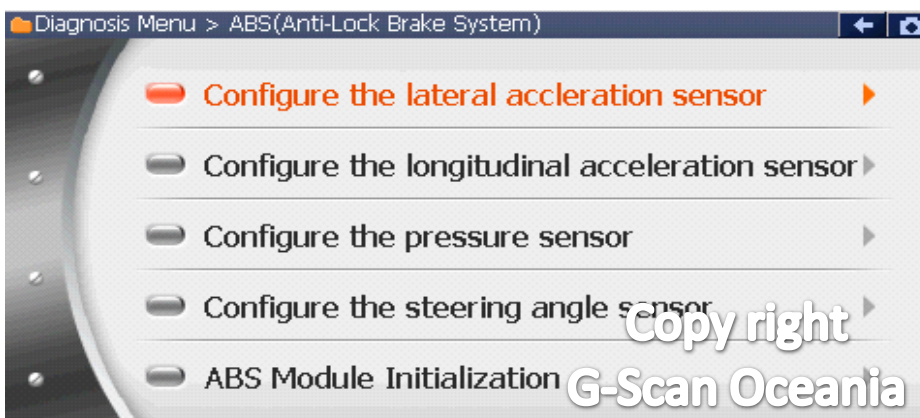 Diagnosis Menu > ABS(Anti-Lock Brake System)
Configure the lateral accleration sensor
Configure the longitudinal acceleration sensor
Configure the pressure sensor
Configure the steering angle sensor
Copy right
ABS Module Initialization
G-Scan Oceania